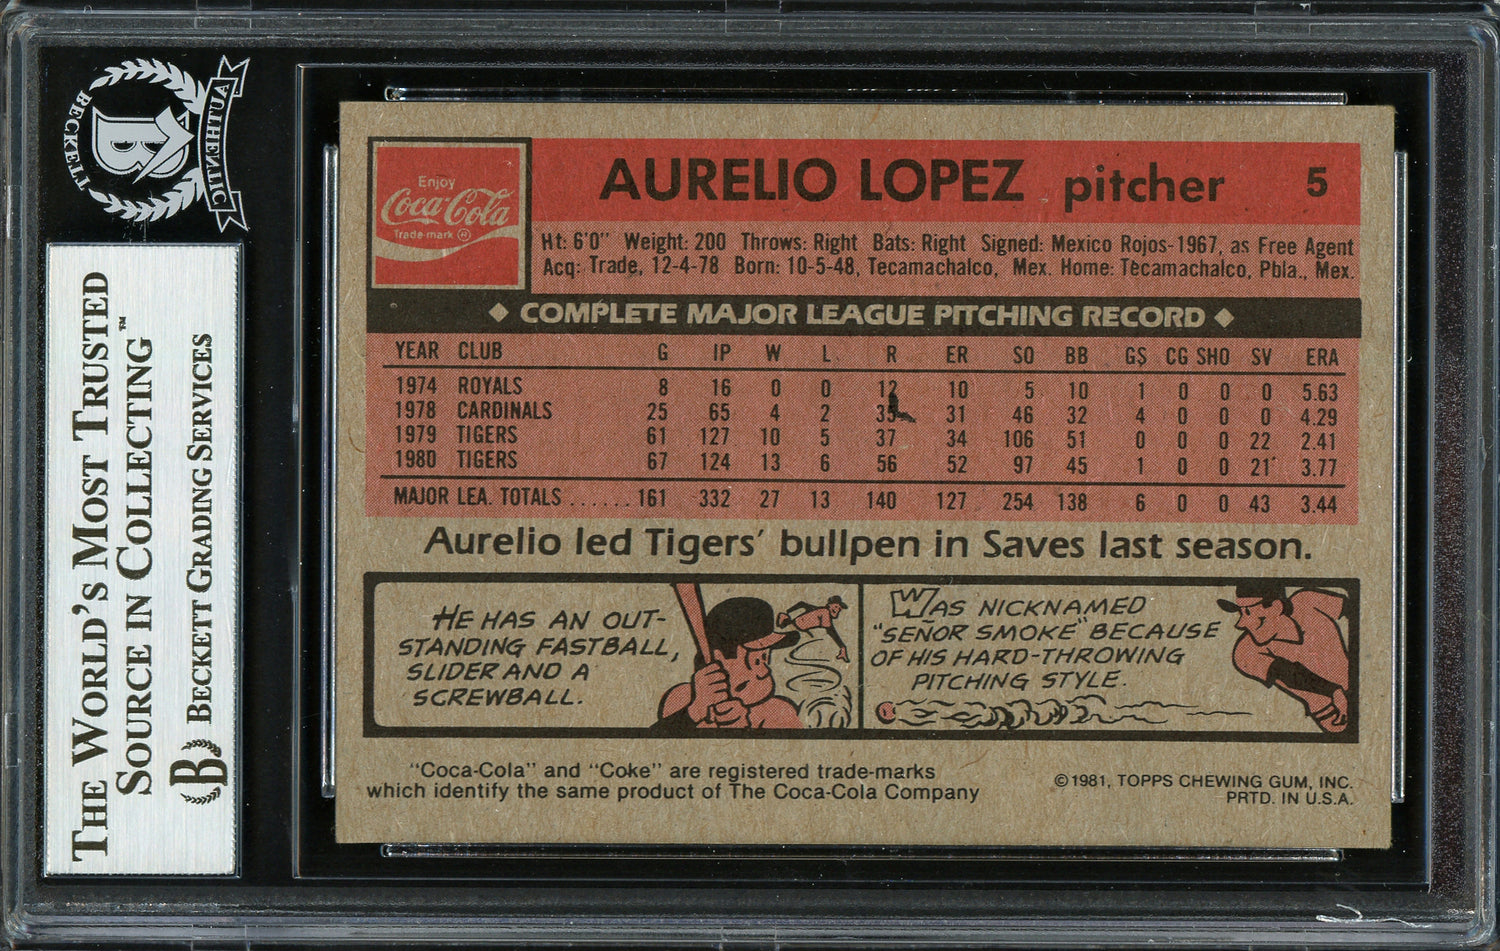 BECKETT
AUTHENTIC
B
THE WORLD'S MOST TRUSTED
SOURCE IN COLLECTING™
BECKETT GRADING SERVICES
B
Enjoy
Coca-Cola
Trade-mark ®
AURELIO LOPEZ pitcher 5
Ht: 6'0" Weight: 200 Throws: Right Bats: Right Signed: Mexico Rojos-1967, as Free Agent
Acq: Trade, 12-4-78 Born: 10-5-48, Tecamachalco, Mex. Home: Tecamachalco, Pbla., Mex.
◆ COMPLETE MAJOR LEAGUE PITCHING RECORD ◆
YEAR CLUB G IP W L R ER SO BB GS CG SHO SV ERA
1974 ROYALS 8 16 0 0 12 10 5 10 1 0 0 0 5.63
1978 CARDINALS 25 65 4 2 35 31 46 32 4 0 0 0 4.29
1979 TIGERS 61 127 10 5 37 34 106 51 0 0 0 22 2.41
1980 TIGERS 67 124 13 6 56 52 97 45 1 0 0 21 3.77
MAJOR LEA. TOTALS ...... 161 332 27 13 140 127 254 138 6 0 0 43 3.44
Aurelio led Tigers' bullpen in Saves last season.
HE HAS AN OUT-
STANDING FASTBALL,
SLIDER AND A
SCREWBALL.
WAS NICKNAMED
"SEÑOR SMOKE" BECAUSE
OF HIS HARD-THROWING
PITCHING STYLE.
"Coca-Cola" and "Coke" are registered trade-marks
which identify the same product of The Coca-Cola Company
©1981, TOPPS CHEWING GUM, INC.
PRTD. IN U.S.A.